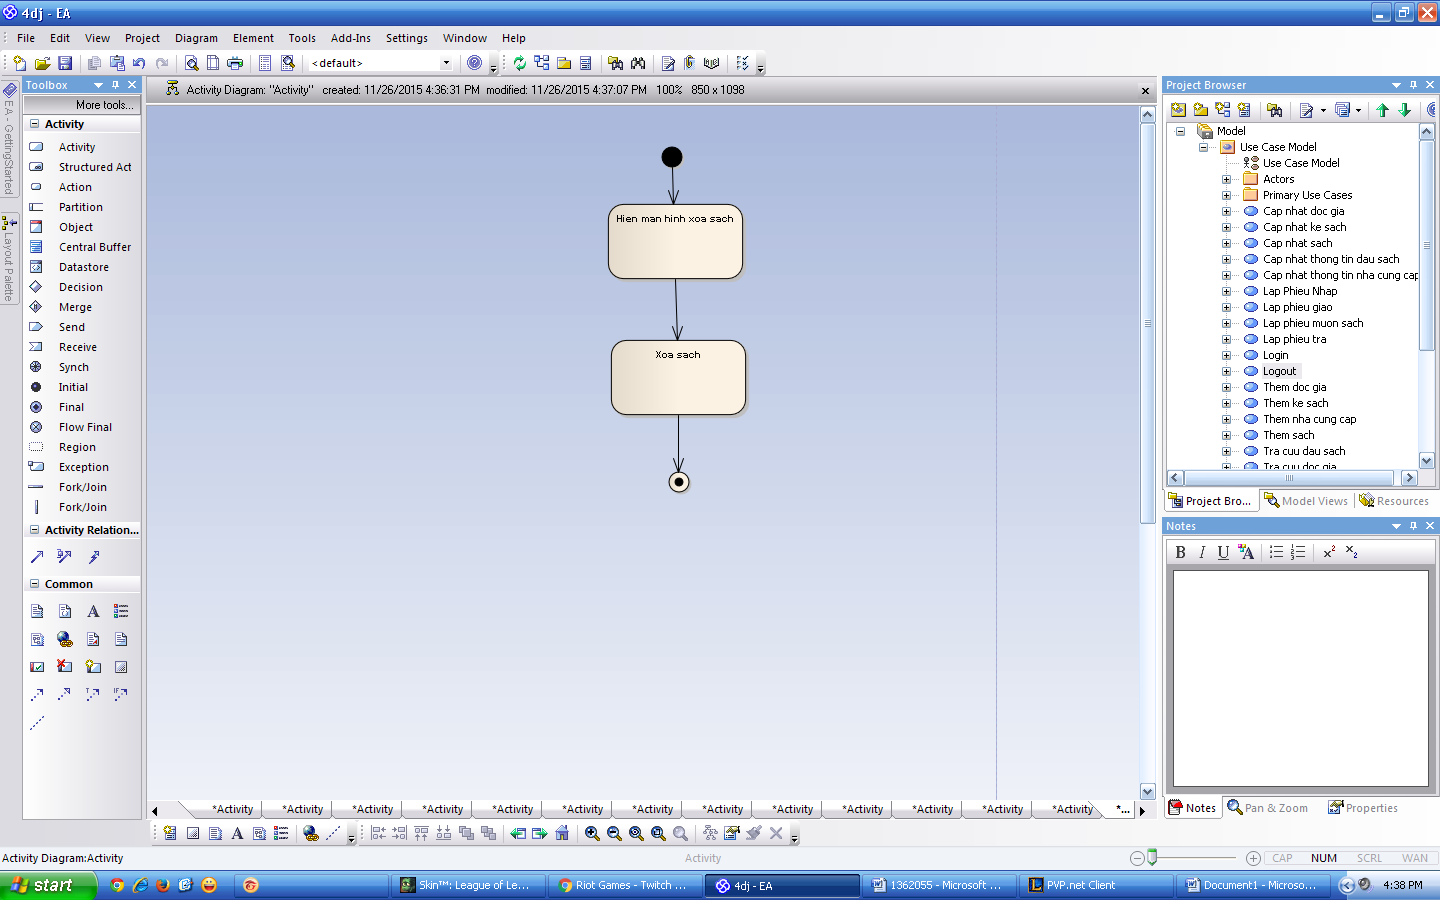 4dj - EA
File Edit View Project Diagram Element Tools Add-Ins Settings Window Help
<default>
EA - GettingStarted
Layout Palette
Toolbox
More tools...
Activity
Activity
Structured Act
Action
Partition
Object
Central Buffer
Datastore
Decision
Merge
Send
Receive
Synch
Initial
Final
Flow Final
Region
Exception
Fork/Join
Fork/Join
Activity Relation...
Common
Activity Diagram: "Activity" created: 11/26/2015 4:36:31 PM modified: 11/26/2015 4:37:07 PM 100% 850 x 1098
Hien man hinh xoa sach
Xoa sach
*Activity *Activity *Activity *Activity *Activity *Activity *Activity *Activity *Activity *Activity *Activity *Activity *Activity *...
Project Browser
Model
Use Case Model
Use Case Model
Actors
Primary Use Cases
Cap nhat doc gia
Cap nhat ke sach
Cap nhat sach
Cap nhat thong tin dau sach
Cap nhat thong tin nha cung cap
Lap Phieu Nhap
Lap phieu giao
Lap phieu muon sach
Lap phieu tra
Login
Logout
Them doc gia
Them ke sach
Them nha cung cap
Them sach
Tra cuu dau sach
Tra cuu doc gia
Project Bro... Model Views Resources
Notes
B I U A x² x₂
Notes Pan & Zoom Properties
Activity Diagram:Activity
Activity
CAP NUM SCRL WAN
start
Skin™: League of Le...
Riot Games - Twitch ...
4dj - EA
1362055 - Microsoft ...
PVP.net Client
Document1 - Microso...
4:38 PM